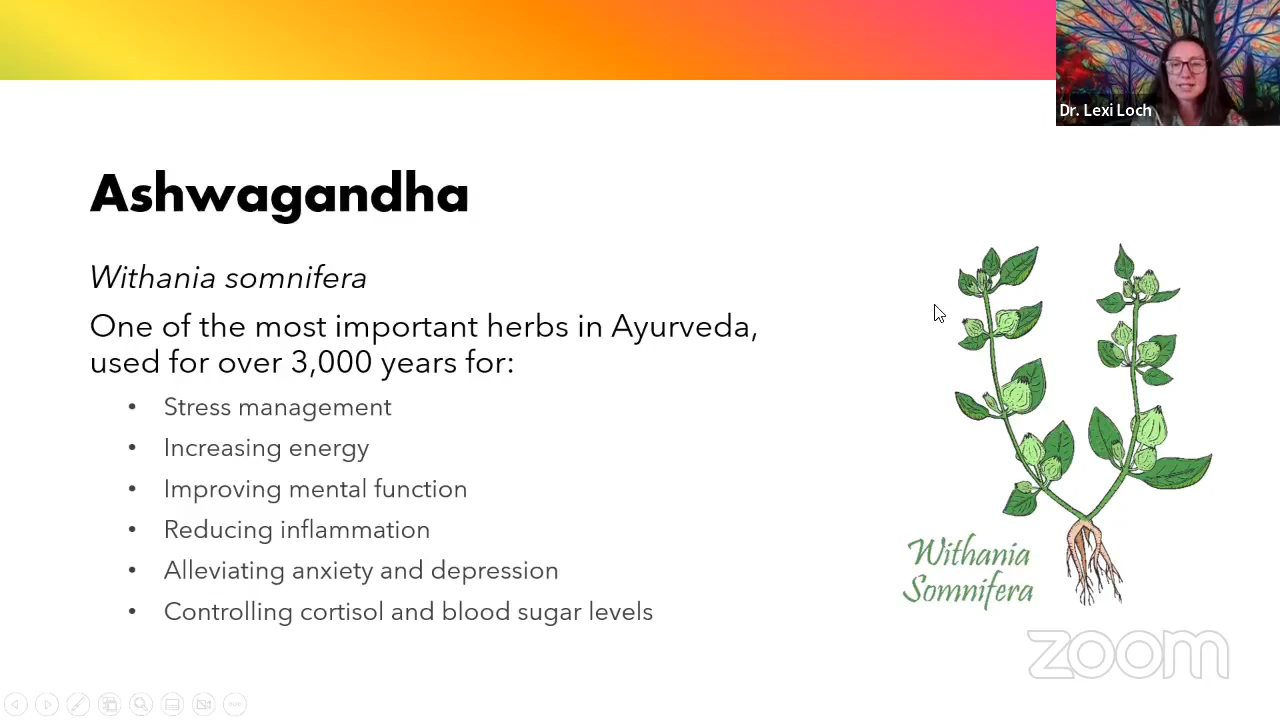 Dr. Lexi Loch
Ashwagandha
Withania somnifera
One of the most important herbs in Ayurveda,
used for over 3,000 years for:
• Stress management
• Increasing energy
• Improving mental function
• Reducing inflammation
• Alleviating anxiety and depression
• Controlling cortisol and blood sugar levels
Withania
Somnifera
zoom